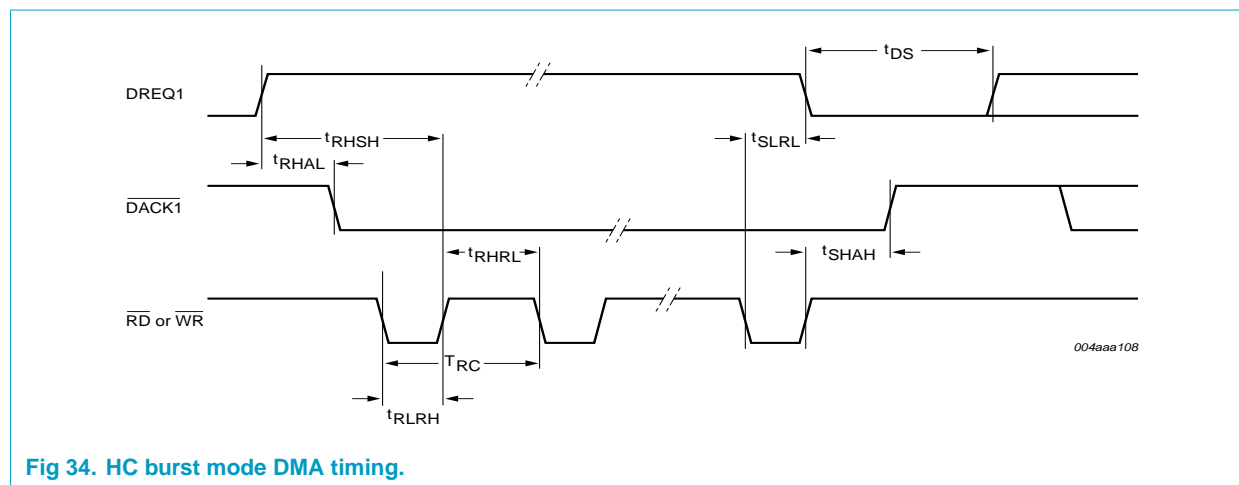 tDS
DREQ1
tRHSH
tSLRL
tRHAL
DACK1
tRHRL
tSHAH
RD or WR
004aaa108
TRC
tRLRH
Fig 34. HC burst mode DMA timing.